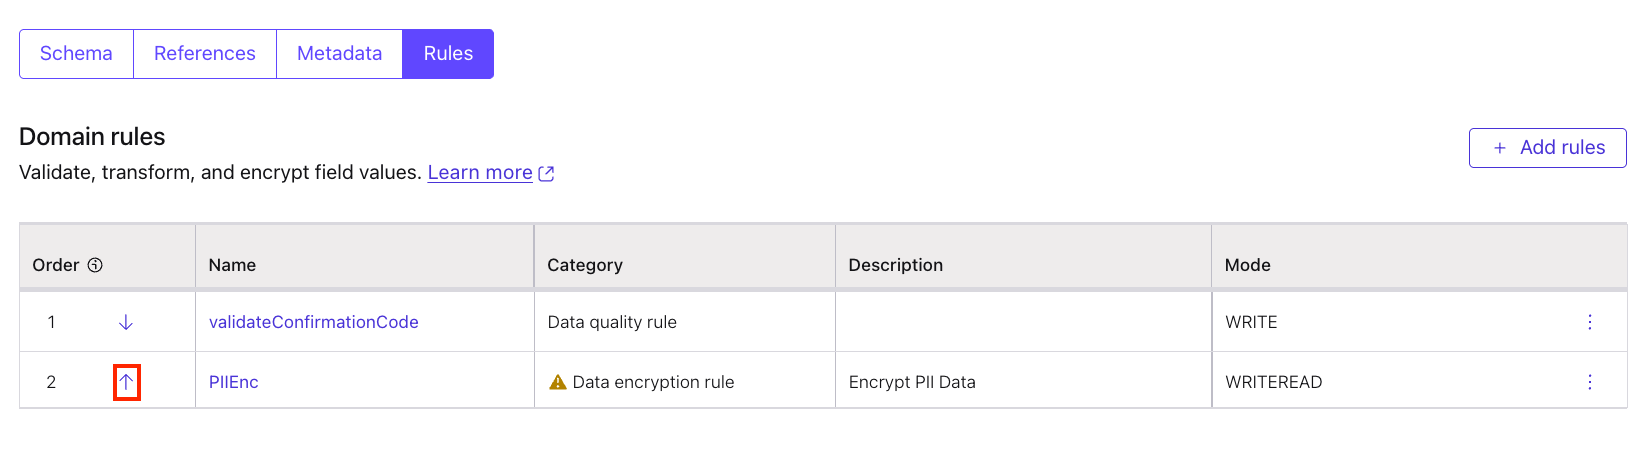 Schema References Metadata Rules
Domain rules
+ Add rules
Validate, transform, and encrypt field values. Learn more
Order Name Category Description Mode
1 validateConfirmationCode Data quality rule WRITE
2 PIIEnc Data encryption rule Encrypt PII Data WRITEREAD